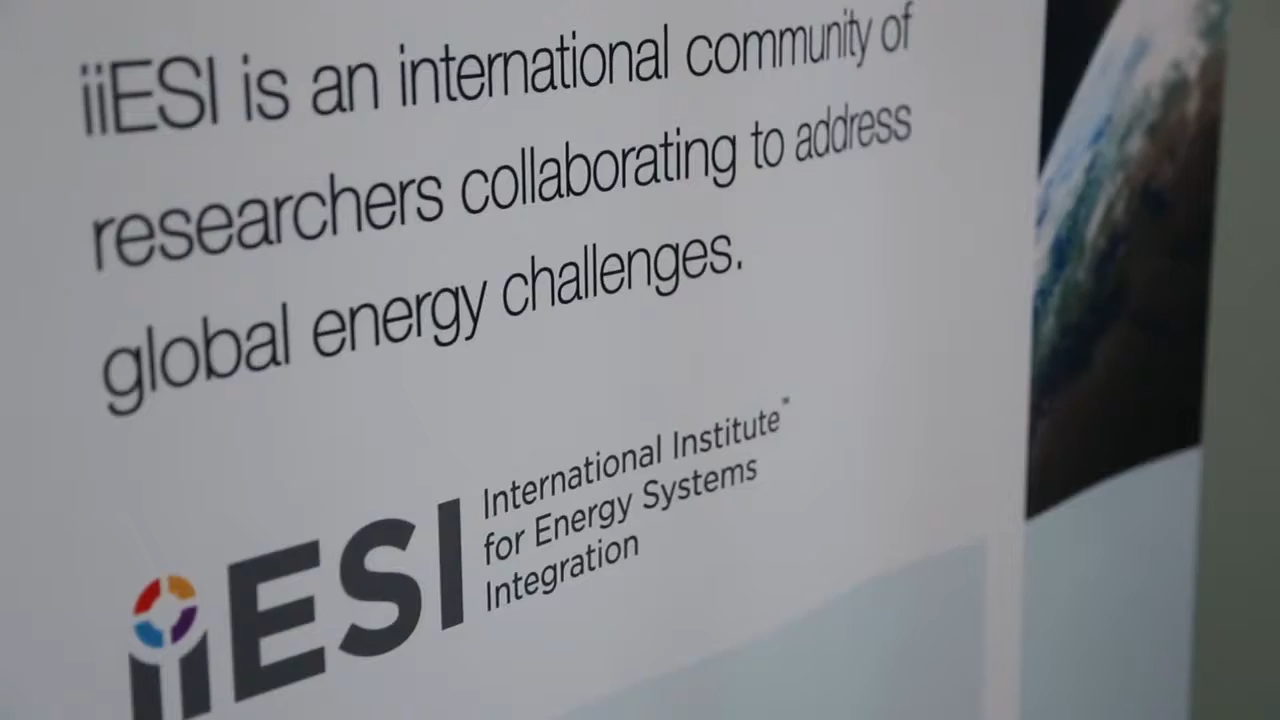 iiESI is an international community of
researchers collaborating to address
global energy challenges.
iiESI
International Institute™
for Energy Systems
Integration